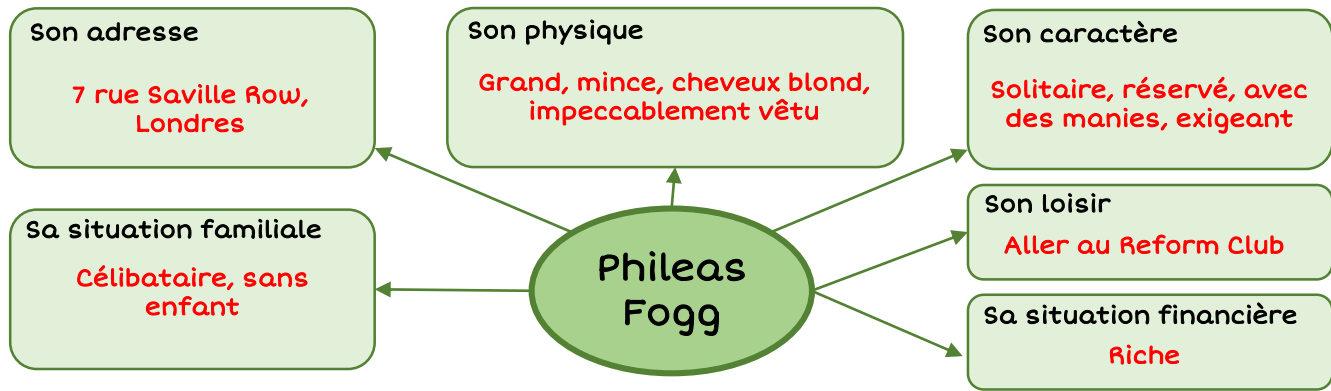 Son adresse
7 rue Saville Row,
Londres
Son physique
Grand, mince, cheveux blond,
impeccablement vêtu
Son caractère
Solitaire, réservé, avec
des manies, exigeant
Sa situation familiale
Célibataire, sans
enfant
Phileas
Fogg
Son loisir
Aller au Reform Club
Sa situation financière
Riche